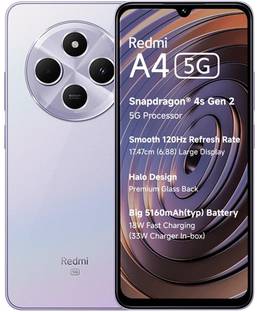 Redmi
A4 5G
Snapdragon® 4s Gen 2
5G Processor
Smooth 120Hz Refresh Rate
17.47cm (6.88) Large Display
Halo Design
Premium Glass Back
Big 5160mAh(typ) Battery
18W Fast Charging
(33W Charger In-box)
Redmi
5G